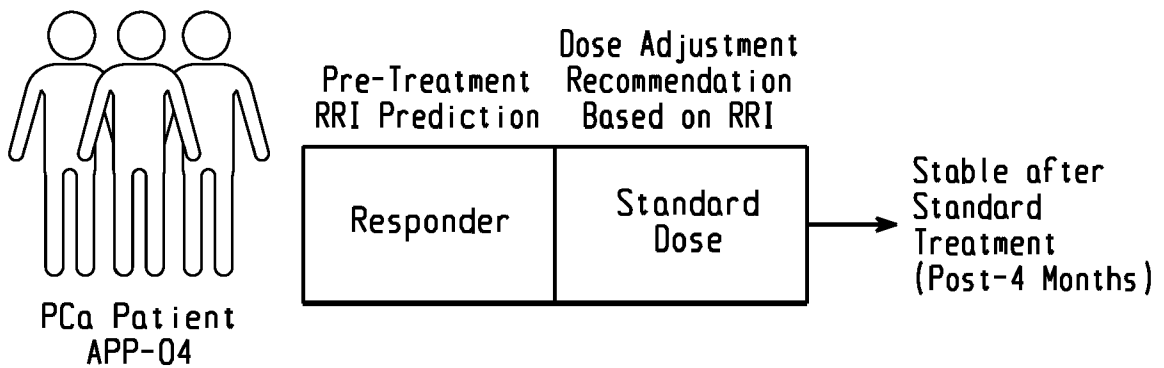 PCa Patient
APP-04
Pre-Treatment
RRI Prediction
Dose Adjustment
Recommendation
Based on RRI
Responder
Standard
Dose
Stable after
Standard
Treatment
(Post-4 Months)